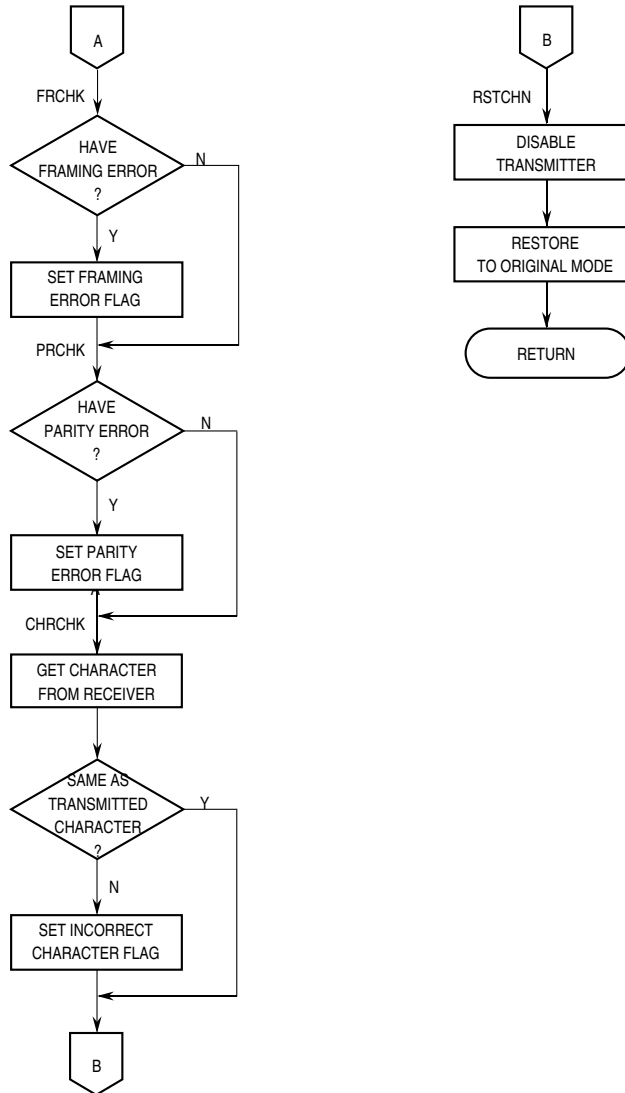 A
FRCHK
HAVE
FRAMING ERROR
?
N
Y
SET FRAMING
ERROR FLAG
PRCHK
HAVE
PARITY ERROR
?
N
Y
SET PARITY
ERROR FLAG
CHRCHK
GET CHARACTER
FROM RECEIVER
SAME AS
TRANSMITTED
CHARACTER
?
Y
N
SET INCORRECT
CHARACTER FLAG
B
B
RSTCHN
DISABLE
TRANSMITTER
RESTORE
TO ORIGINAL MODE
RETURN